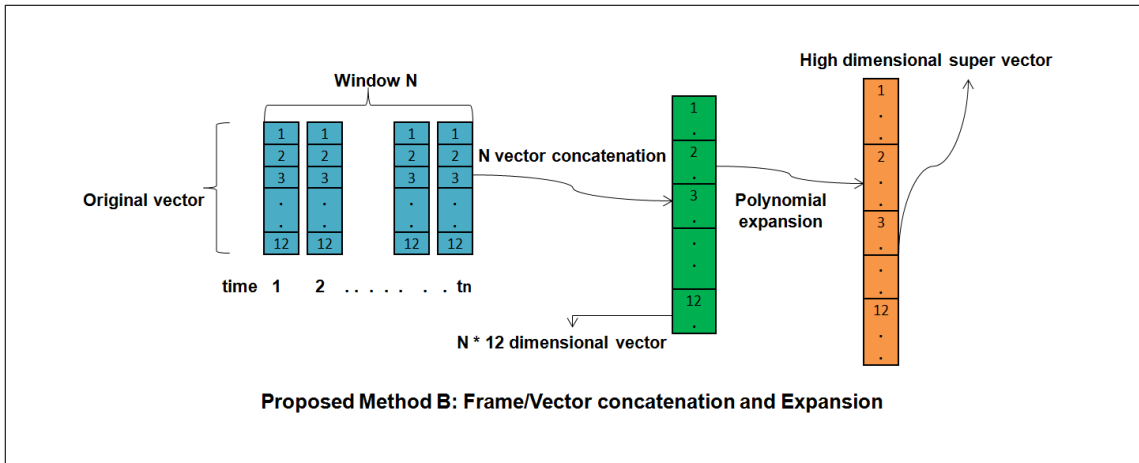 High dimensional super vector
Window N
N vector concatenation
Original vector
Polynomial
expansion
1 1 1 1
2 2 2 2
3 3 3 3
. . . .
. . . .
12 12 12 12
time 1 2 . . . . . . . . tn
1
.
2
.
3
.
.
.
12
.
1
.
.
2
.
.
3
.
.
.
12
.
.
N * 12 dimensional vector
Proposed Method B: Frame/Vector concatenation and Expansion